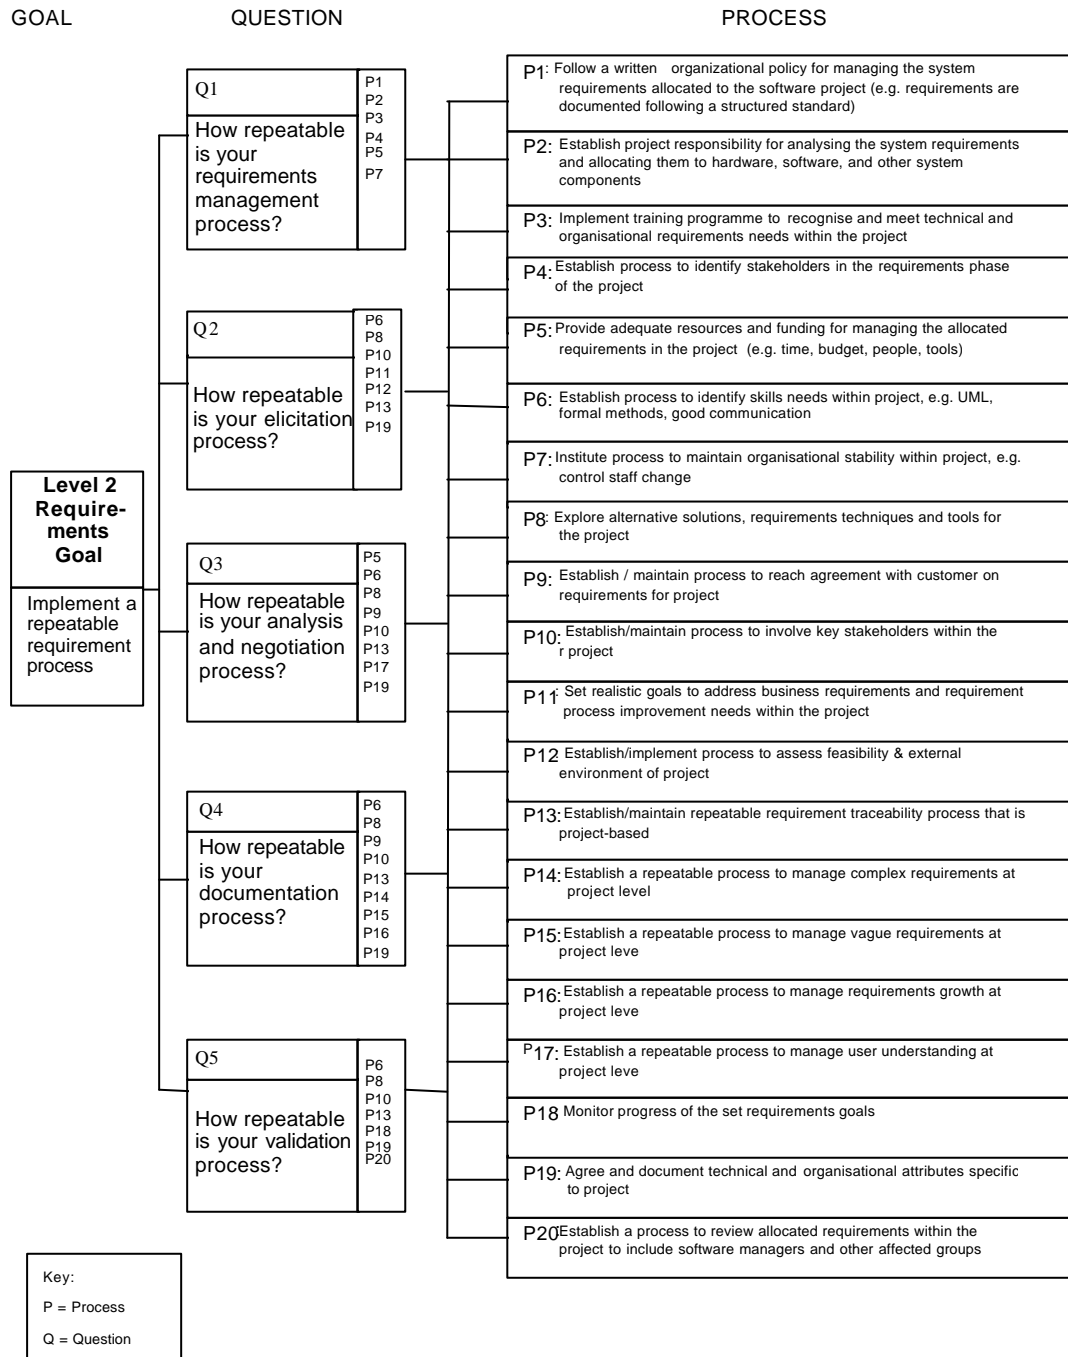 GOAL QUESTION PROCESS
Level 2
Require-
ments
Goal
Implement a
repeatable
requirement
process
Q1
How repeatable
is your
requirements
management
process?
P1
P2
P3
P4
P5
P7
Q2
How repeatable
is your elicitation
process?
P6
P8
P10
P11
P12
P13
P19
Q3
How repeatable
is your analysis
and negotiation
process?
P5
P6
P8
P9
P10
P13
P17
P19
Q4
How repeatable
is your
documentation
process?
P6
P8
P9
P10
P13
P14
P15
P16
P19
Q5
How repeatable
is your validation
process?
P6
P8
P10
P13
P18
P19
P20
P1: Follow a written organizational policy for managing the system
requirements allocated to the software project (e.g. requirements are
documented following a structured standard)
P2: Establish project responsibility for analysing the system requirements
and allocating them to hardware, software, and other system
components
P3: Implement training programme to recognise and meet technical and
organisational requirements needs within the project
P4: Establish process to identify stakeholders in the requirements phase
of the project
P5: Provide adequate resources and funding for managing the allocated
requirements in the project (e.g. time, budget, people, tools)
P6: Establish process to identify skills needs within project, e.g. UML,
formal methods, good communication
P7: Institute process to maintain organisational stability within project, e.g.
control staff change
P8: Explore alternative solutions, requirements techniques and tools for
the project
P9: Establish / maintain process to reach agreement with customer on
requirements for project
P10: Establish/maintain process to involve key stakeholders within the
r project
P11: Set realistic goals to address business requirements and requirement
process improvement needs within the project
P12: Establish/implement process to assess feasibility & external
environment of project
P13: Establish/maintain repeatable requirement traceability process that is
project-based
P14: Establish a repeatable process to manage complex requirements at
project level
P15: Establish a repeatable process to manage vague requirements at
project leve
P16: Establish a repeatable process to manage requirements growth at
project leve
P17: Establish a repeatable process to manage user understanding at
project leve
P18 Monitor progress of the set requirements goals
P19: Agree and document technical and organisational attributes specific
to project
P20: Establish a process to review allocated requirements within the
project to include software managers and other affected groups
Key:
P = Process
Q = Question